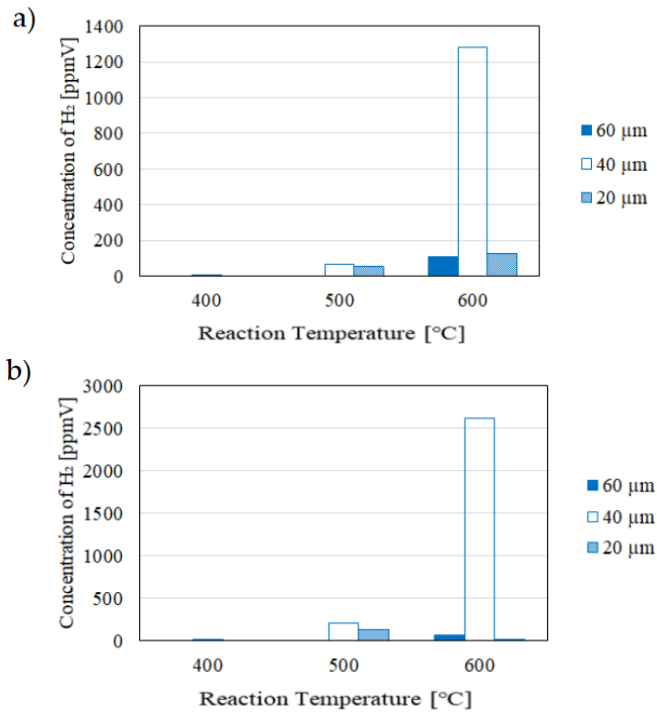 a)
Concentration of H₂ [ppmV]
1400
1200
1000
800
600
400
200
0
400 500 600
Reaction Temperature [°C]
60 µm
40 µm
20 µm
b)
Concentration of H₂ [ppmV]
3000
2500
2000
1500
1000
500
0
400 500 600
Reaction Temperature [°C]
60 µm
40 µm
20 µm